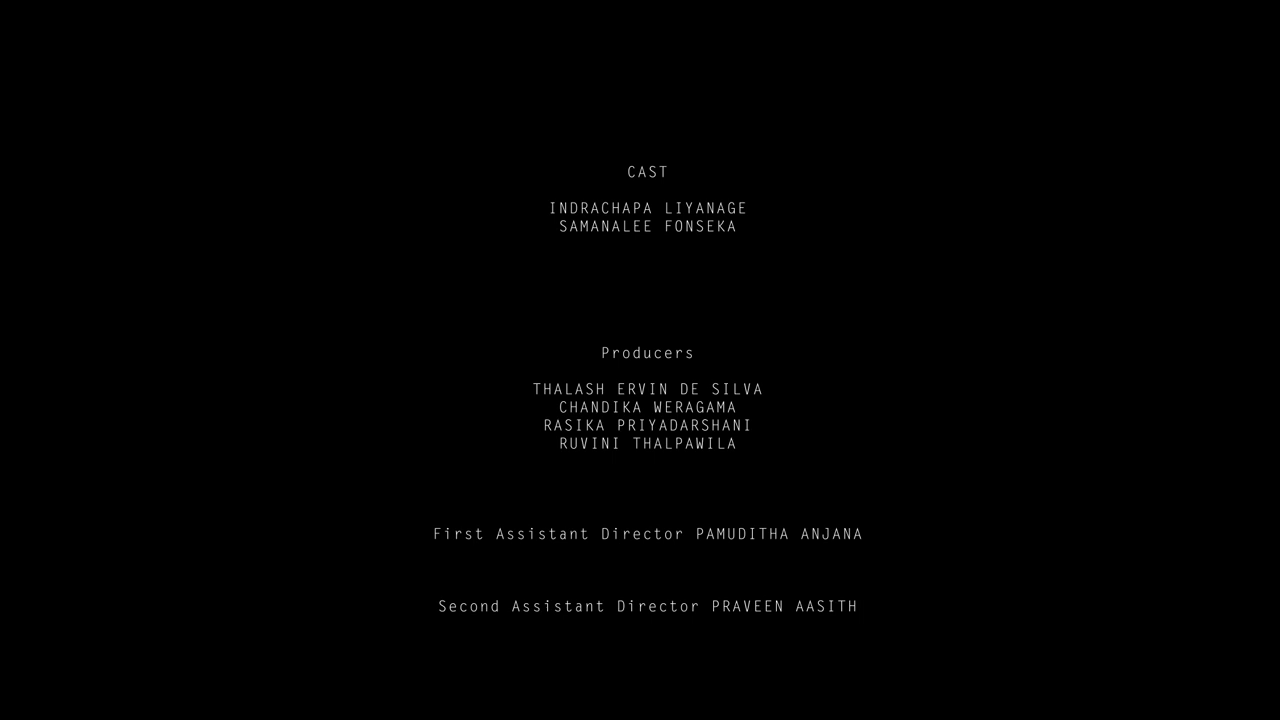 CAST
INDRACHAPA LIYANAGE
SAMANALEE FONSEKA
Producers
THALASH ERVIN DE SILVA
CHANDIKA WERAGAMA
RASIKA PRIYADARSHANI
RUVINI THALPAWILA
First Assistant Director PAMUDITHA ANJANA
Second Assistant Director PRAVEEN AASITH